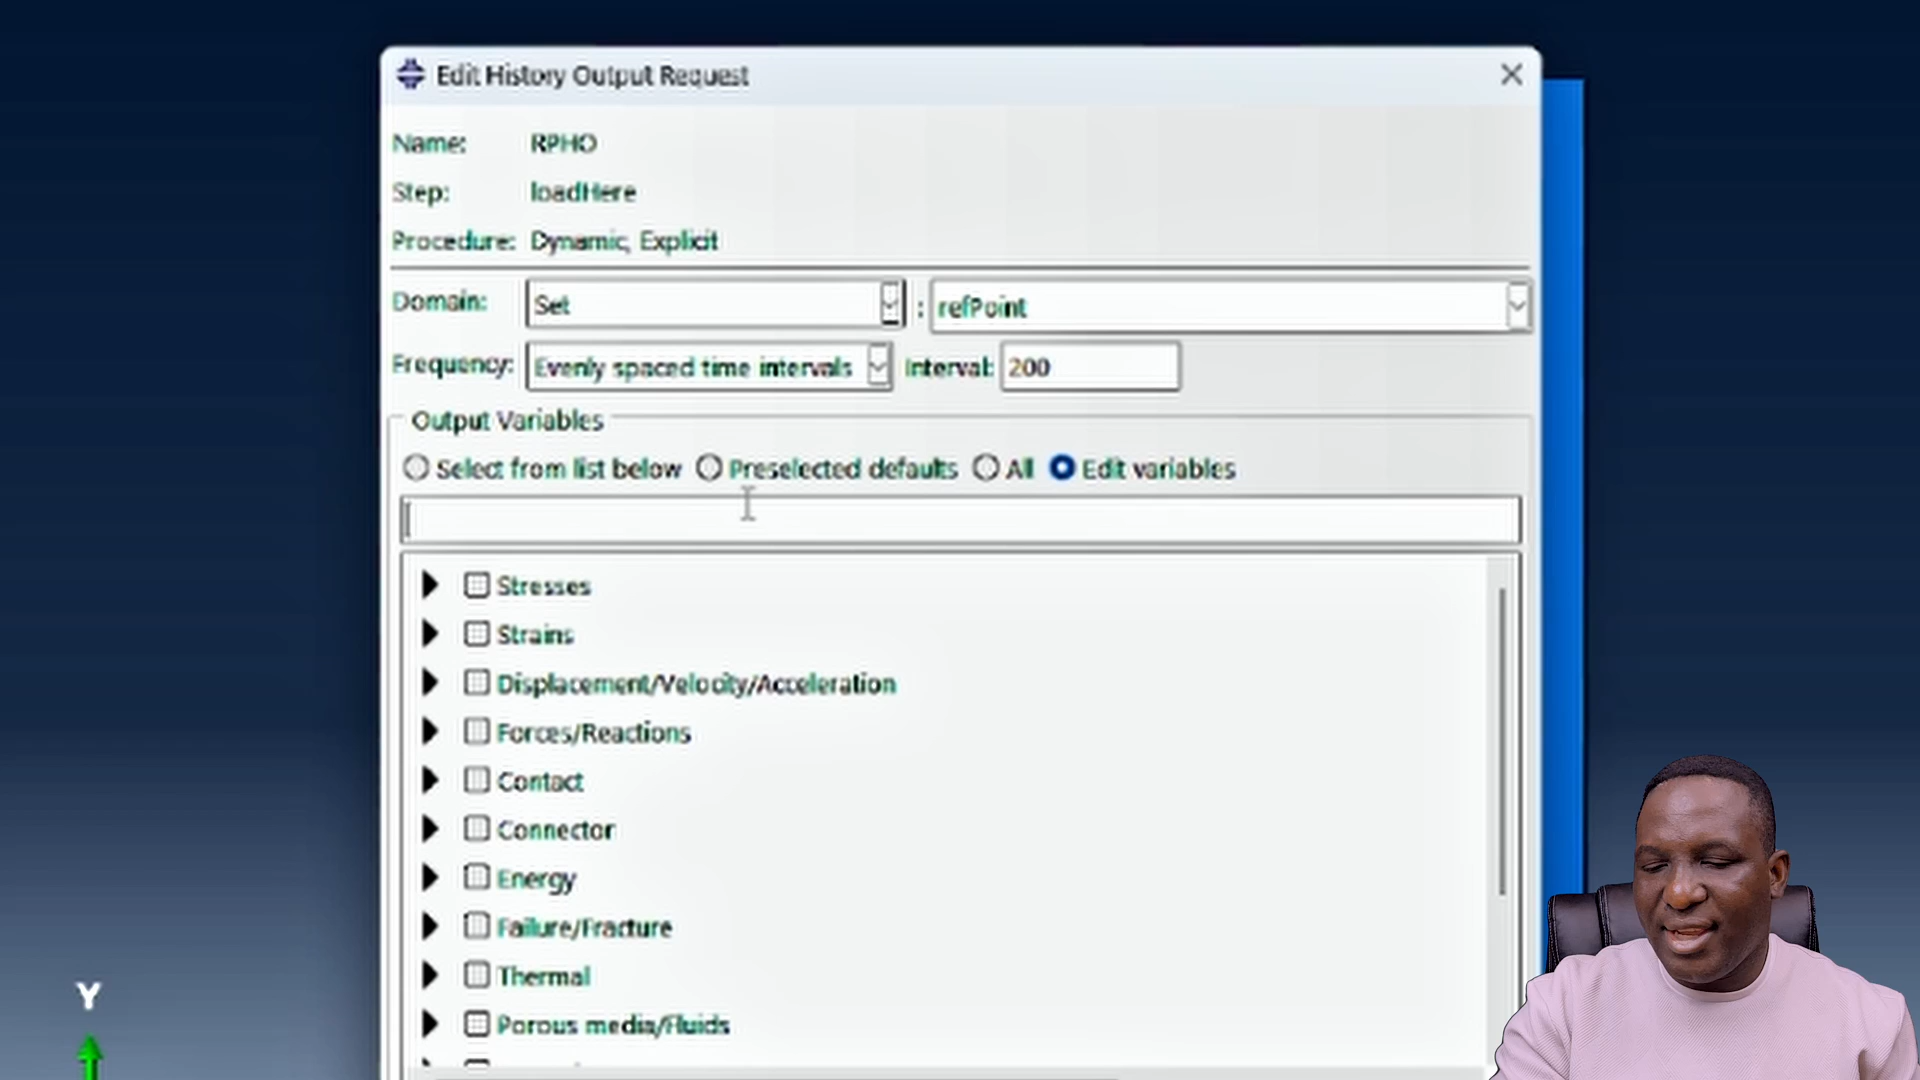 Edit History Output Request
Name: RPHO
Step: loadHere
Procedure: Dynamic, Explicit
Domain: Set : refPoint
Frequency: Evenly spaced time intervals Interval: 200
Output Variables
Select from list below Preselected defaults All Edit variables
Stresses
Strains
Displacement/Velocity/Acceleration
Forces/Reactions
Contact
Connector
Energy
Failure/Fracture
Thermal
Porous media/Fluids
Y